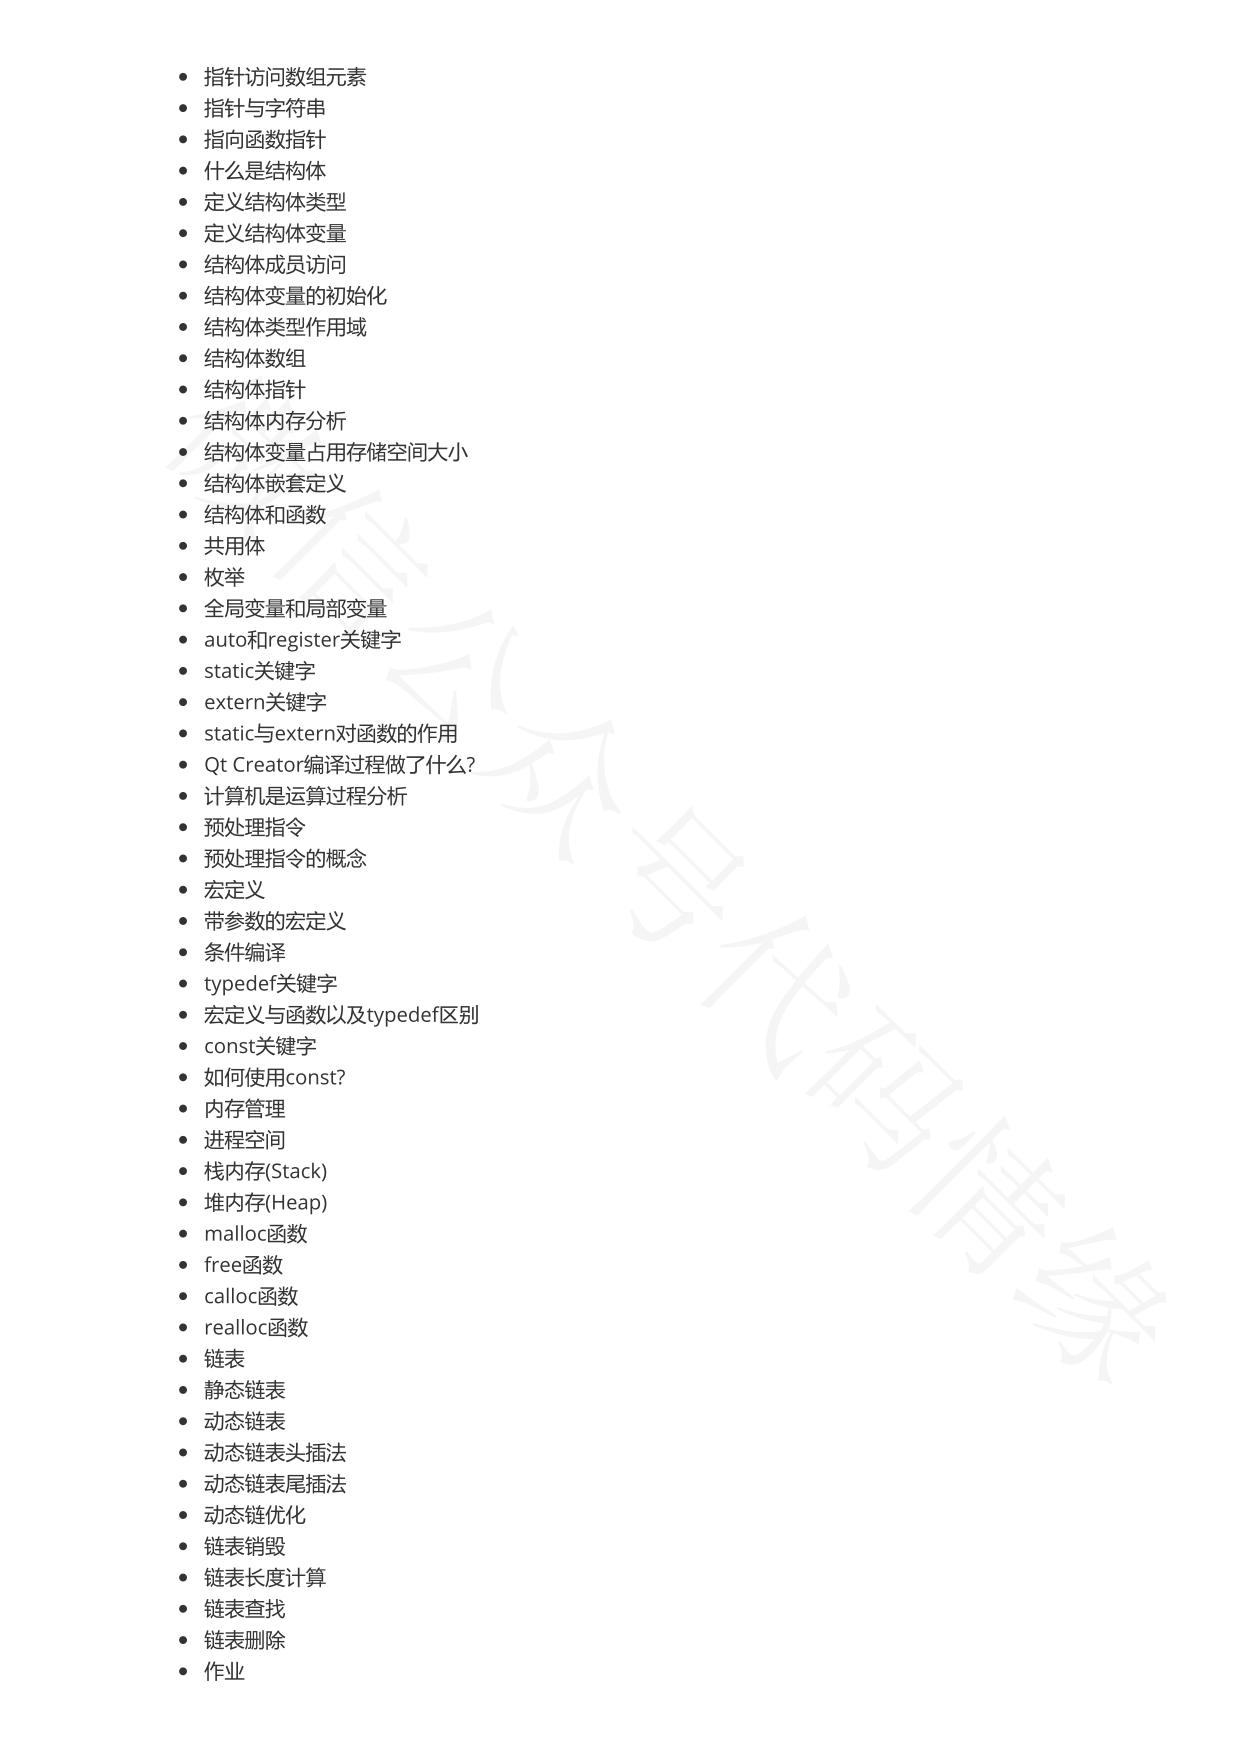 指针访问数组元素
指针与字符串
指向函数指针
什么是结构体
定义结构体类型
定义结构体变量
结构体成员访问
结构体变量的初始化
结构体类型作用域
结构体数组
结构体指针
结构体内存分析
结构体变量占用存储空间大小
结构体嵌套定义
结构体和函数
共用体
枚举
全局变量和局部变量
auto和register关键字
static关键字
extern关键字
static与extern对函数的作用
Qt Creator编译过程做了什么?
计算机是运算过程分析
预处理指令
预处理指令的概念
宏定义
带参数的宏定义
条件编译
typedef关键字
宏定义与函数以及typedef区别
const关键字
如何使用const?
内存管理
进程空间
栈内存(Stack)
堆内存(Heap)
malloc函数
free函数
calloc函数
realloc函数
链表
静态链表
动态链表
动态链表头插法
动态链表尾插法
动态链优化
链表销毁
链表长度计算
链表查找
链表删除
作业
微信公众号代码情缘